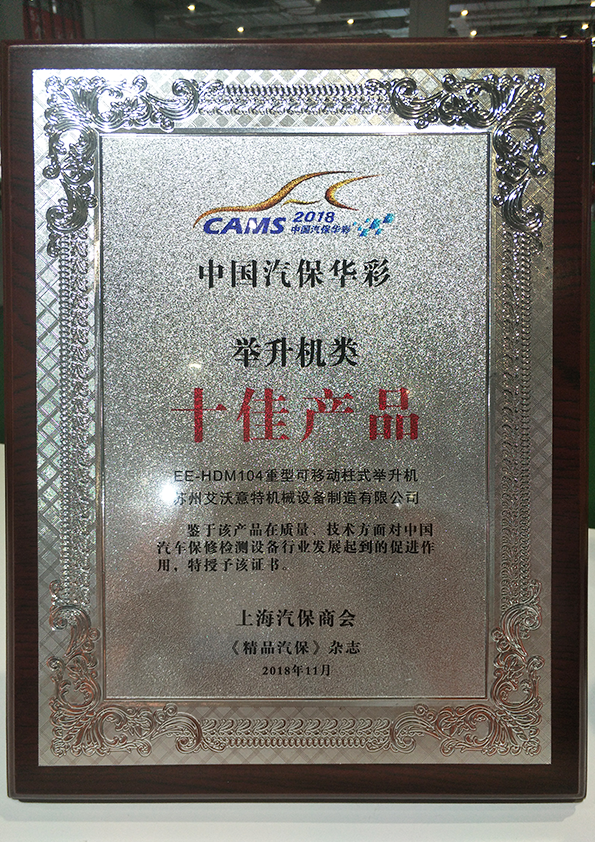 CAMS 2018
中国汽保华彩
中国汽保华彩
举升机类
十佳产品
EE-HDM104重型可移动柱式举升机
苏州艾沃意特机械设备制造有限公司
鉴于该产品在质量、技术方面对中国
汽车保修检测设备行业发展起到的促进作
用，特授予该证书。
上海汽保商会
《精品汽保》杂志
2018年11月